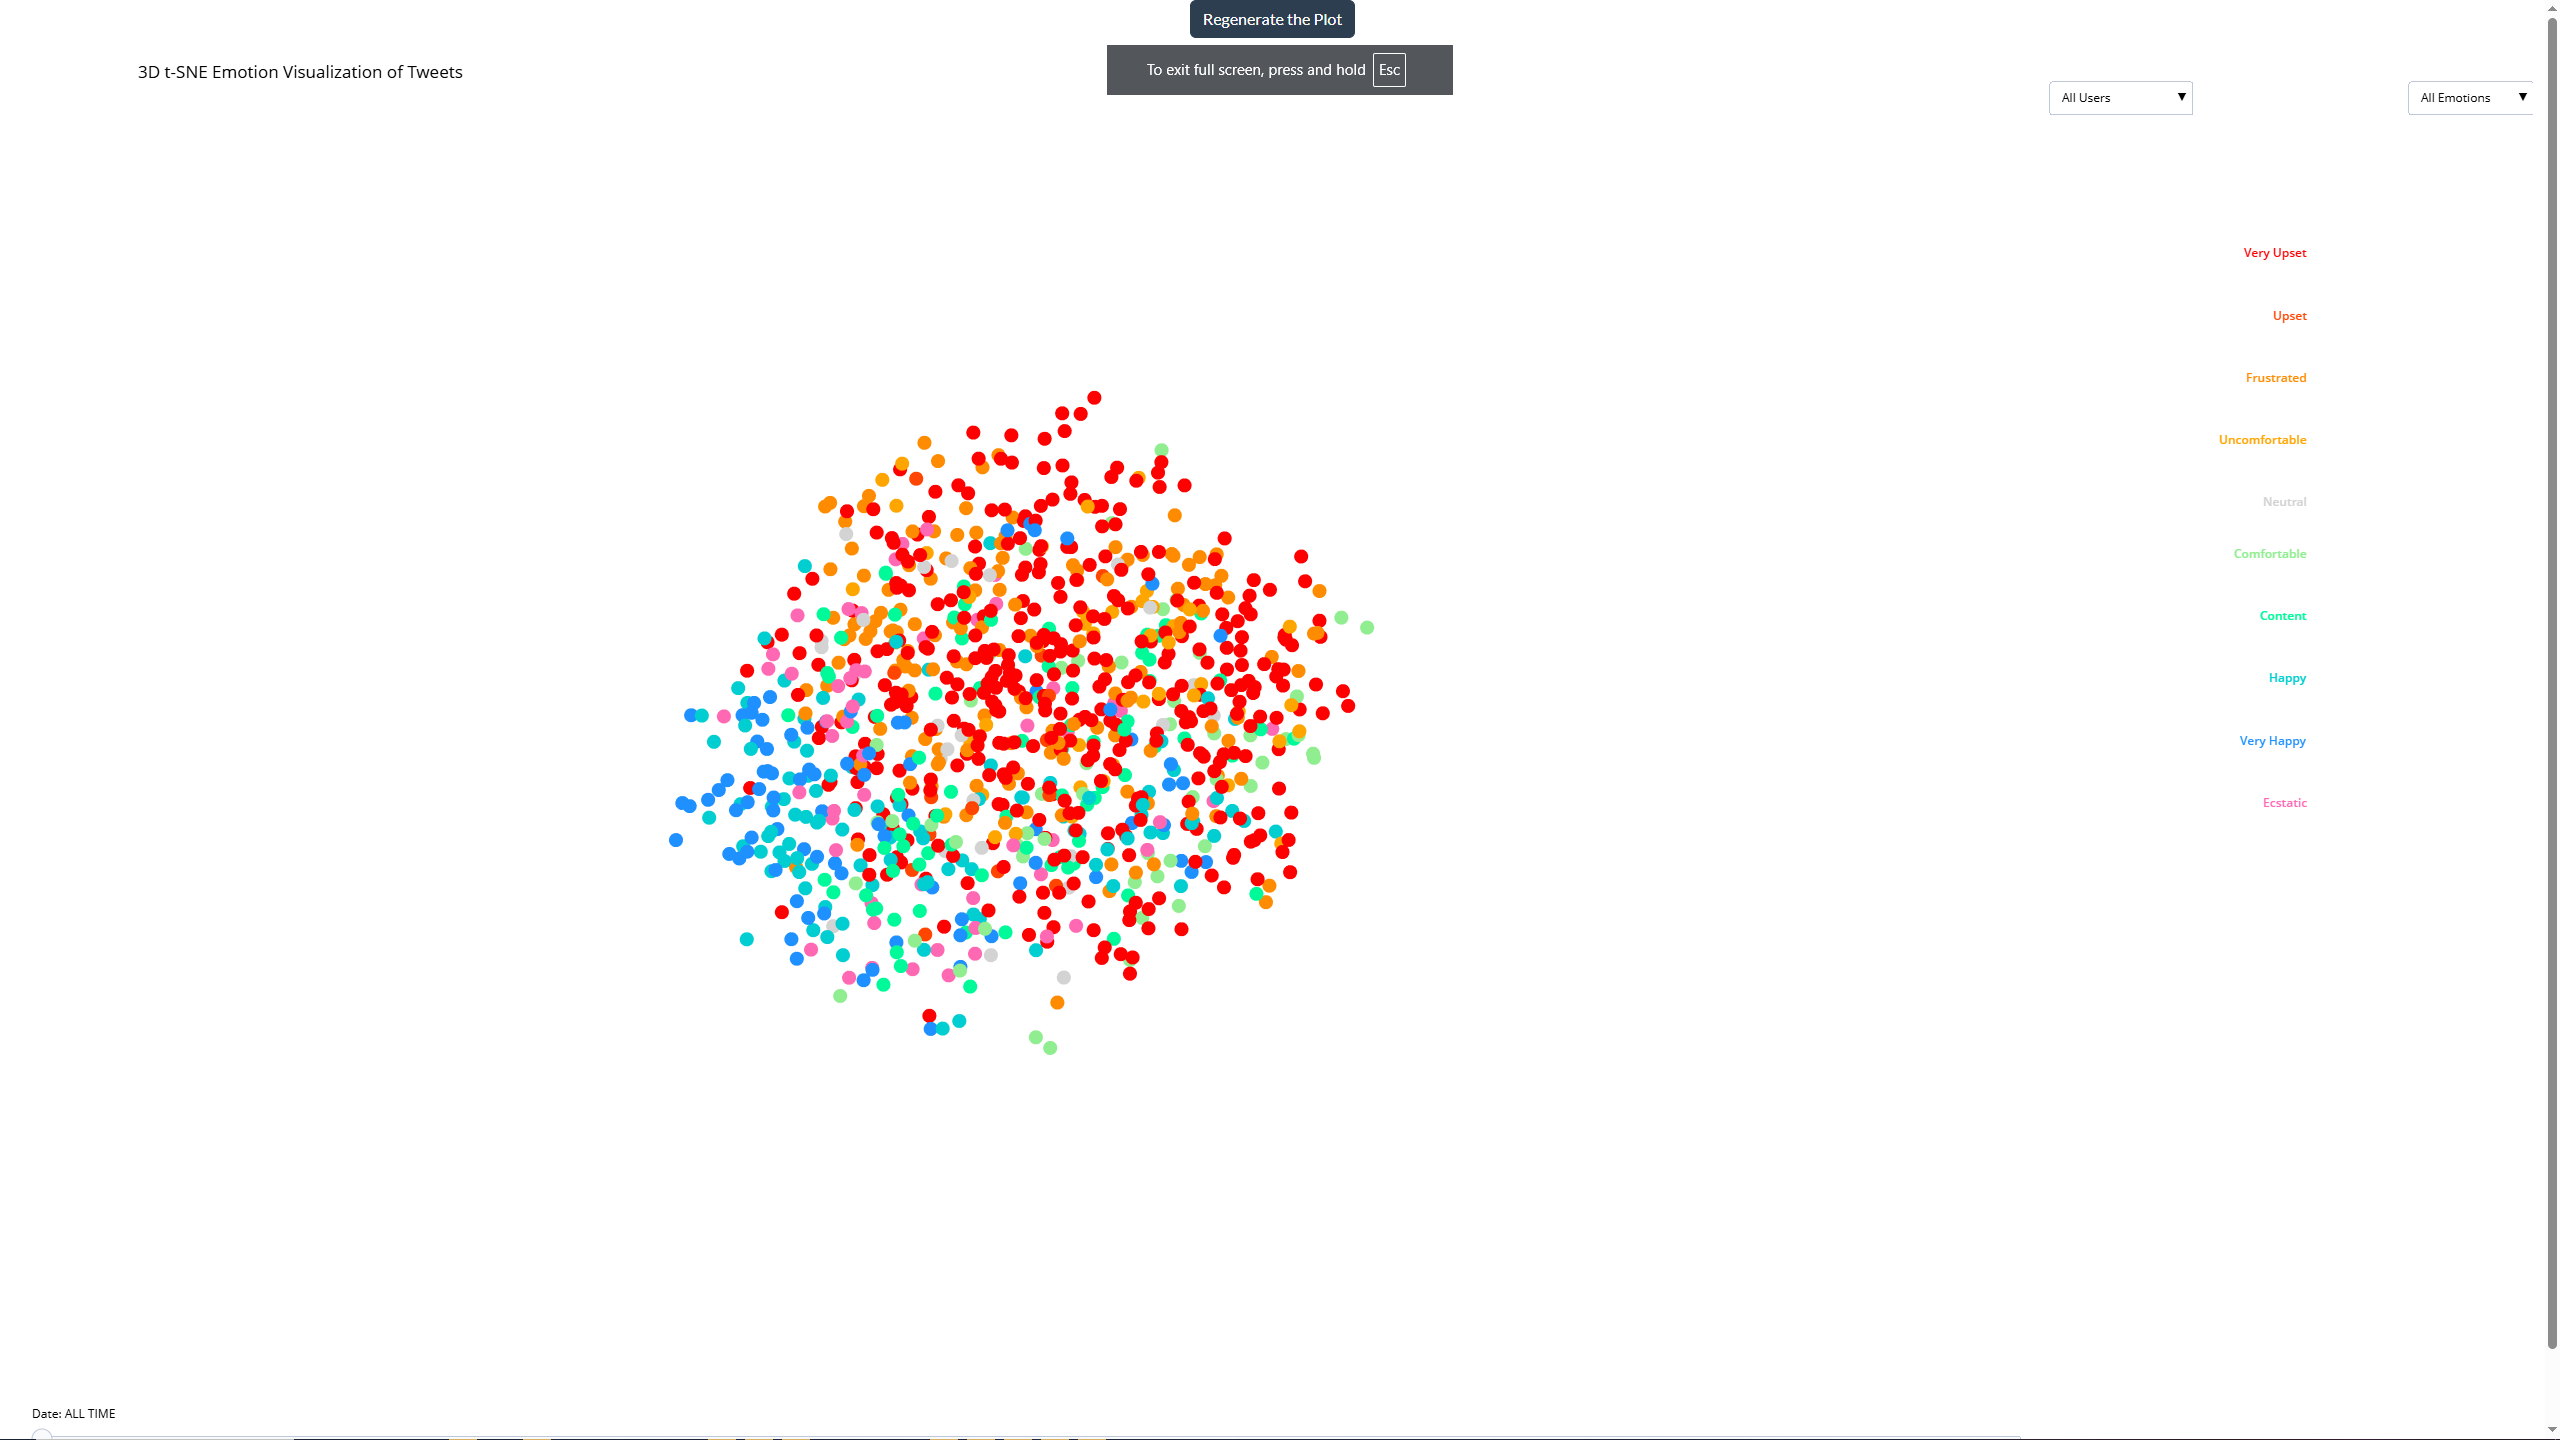 Regenerate the Plot
To exit full screen, press and hold Esc
3D t-SNE Emotion Visualization of Tweets
All Users ▼
All Emotions ▼
Very Upset
Upset
Frustrated
Uncomfortable
Neutral
Comfortable
Content
Happy
Very Happy
Ecstatic
Date: ALL TIME